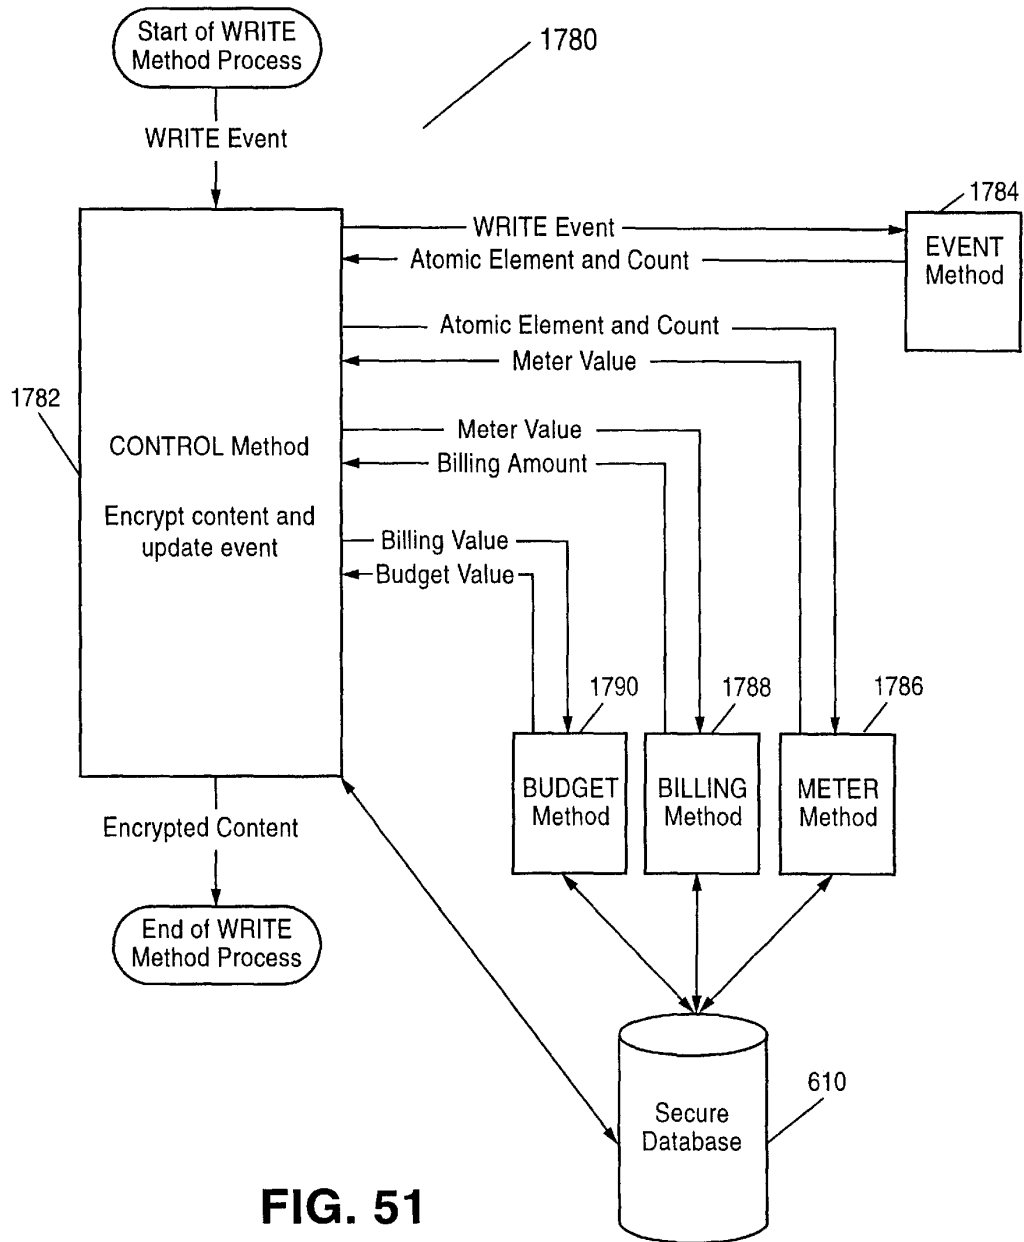 Start of WRITE
Method Process
1780
WRITE Event
1784
WRITE Event
EVENT
Method
Atomic Element and Count
Atomic Element and Count
Meter Value
1782
CONTROL Method
Encrypt content and
update event
Meter Value
Billing Amount
Billing Value
Budget Value
1790
1788
1786
BUDGET
Method
BILLING
Method
METER
Method
Encrypted Content
End of WRITE
Method Process
610
Secure
Database
FIG. 51